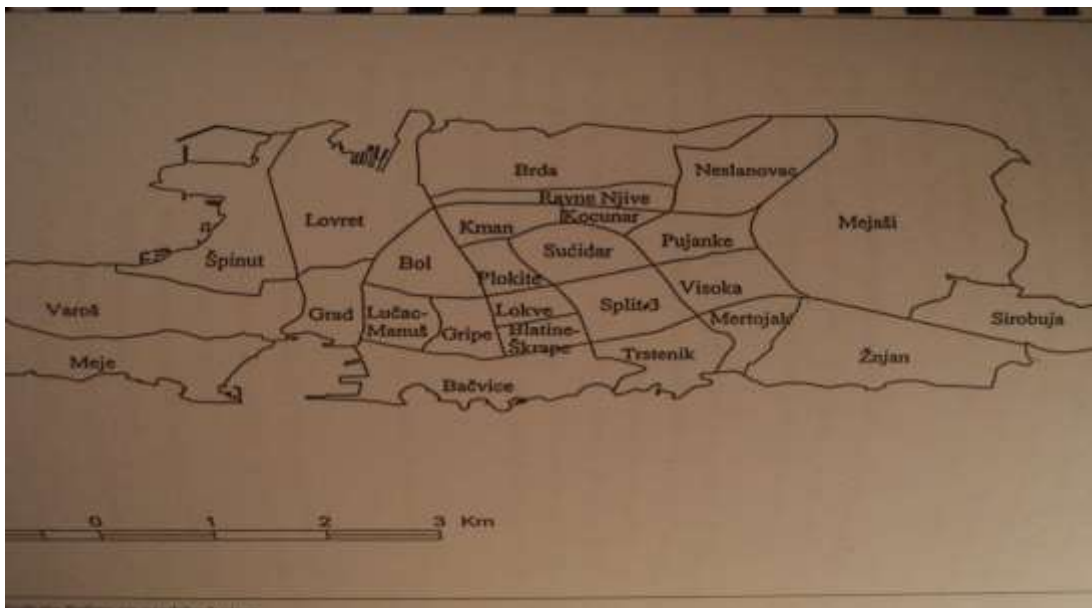 Brda
Neslanovac
Ravne Njive
Kocunar
Lovret
Kman
Mejaši
Sućidar
Pujanke
Špinut
Bol
Plokite
Visoka
Varoš
Grad
Lučac-
Manuš
Gripe
Lokve
Split-3
Mertojak
Sirobuja
Blatine-
Škrape
Meje
Trstenik
Žnjan
Bačvice
0 1 2 3 Km